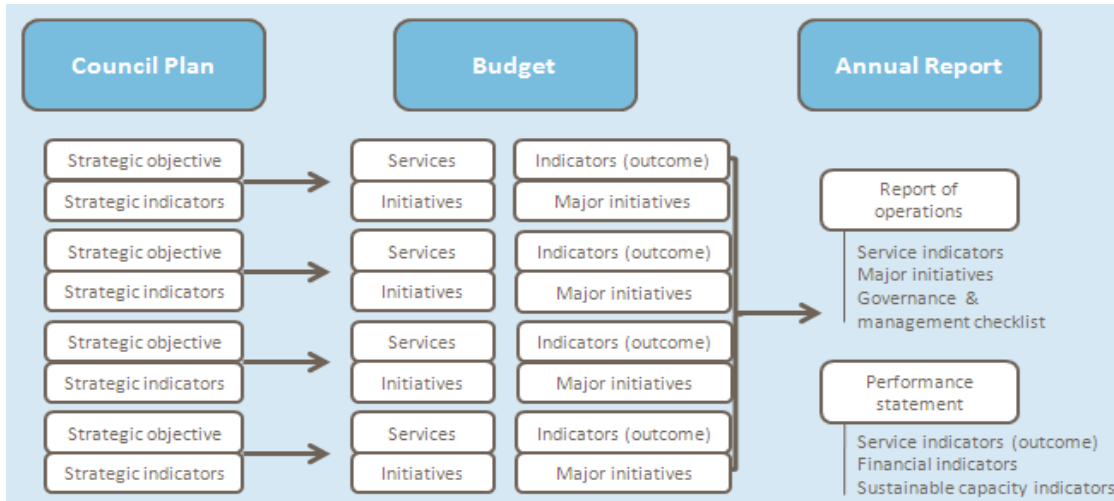 Council Plan
Budget
Annual Report
Strategic objective
Strategic indicators
Services
Initiatives
Indicators (outcome)
Major initiatives
Strategic objective
Strategic indicators
Services
Initiatives
Indicators (outcome)
Major initiatives
Strategic objective
Strategic indicators
Services
Initiatives
Indicators (outcome)
Major initiatives
Strategic objective
Strategic indicators
Services
Initiatives
Indicators (outcome)
Major initiatives
Report of
operations
Service indicators
Major initiatives
Governance &
management checklist
Performance
statement
Service indicators (outcome)
Financial indicators
Sustainable capacity indicators